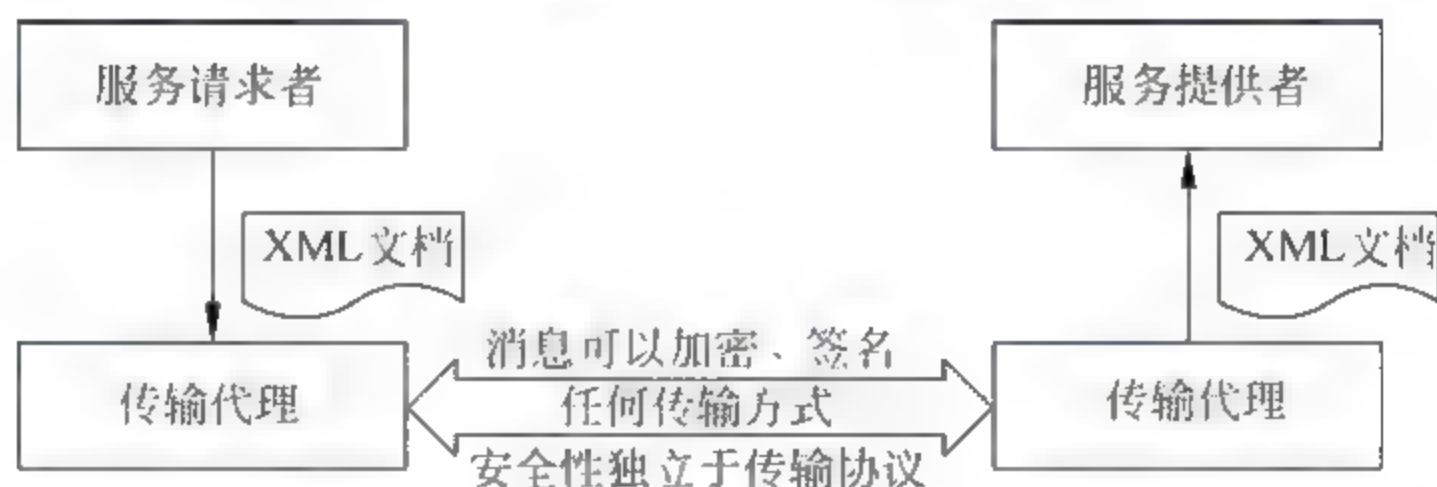 服务请求者
服务提供者
XML文档
XML文档
消息可以加密、签名
传输代理
任何传输方式
传输代理
安全性独立于传输协议